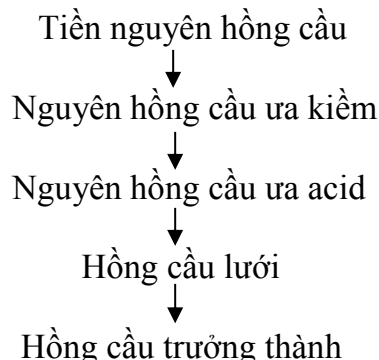 Tiền nguyên hồng cầu
Nguyên hồng cầu ưa kiềm
Nguyên hồng cầu ưa acid
Hồng cầu lưới
Hồng cầu trưởng thành